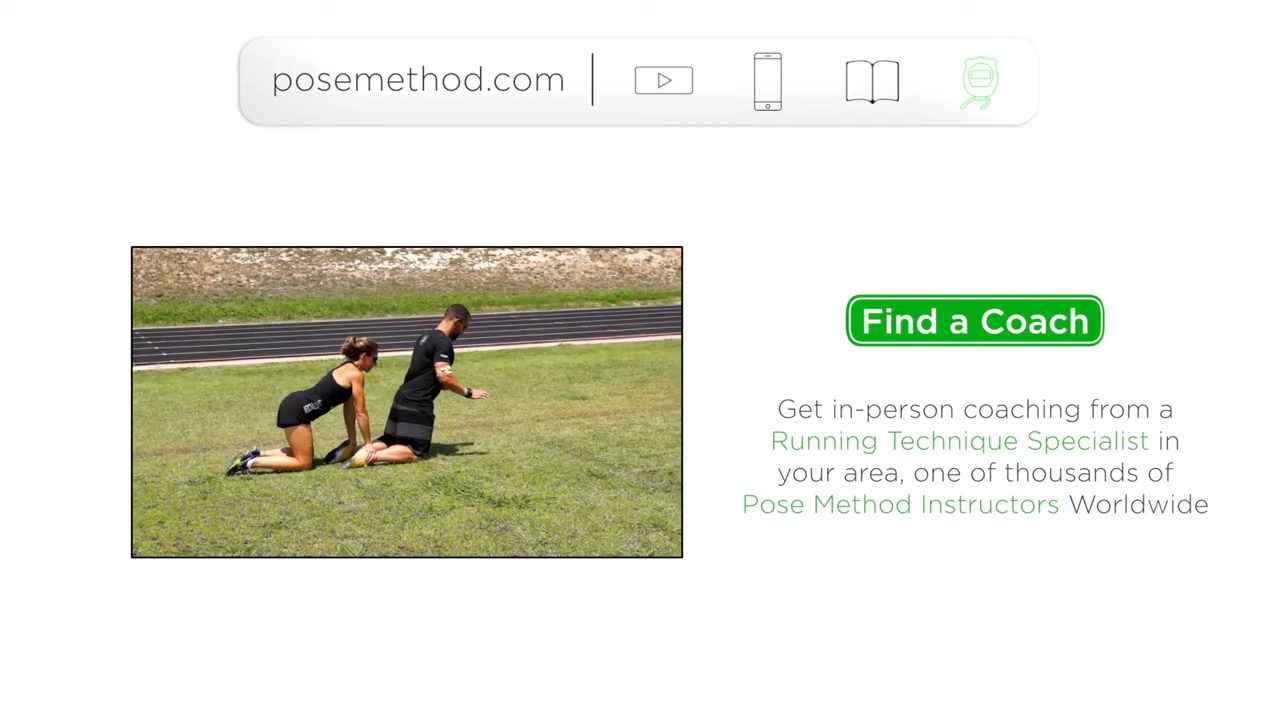 posemethod.com
Find a Coach
Get in-person coaching from a
Running Technique Specialist in
your area, one of thousands of
Pose Method Instructors Worldwide